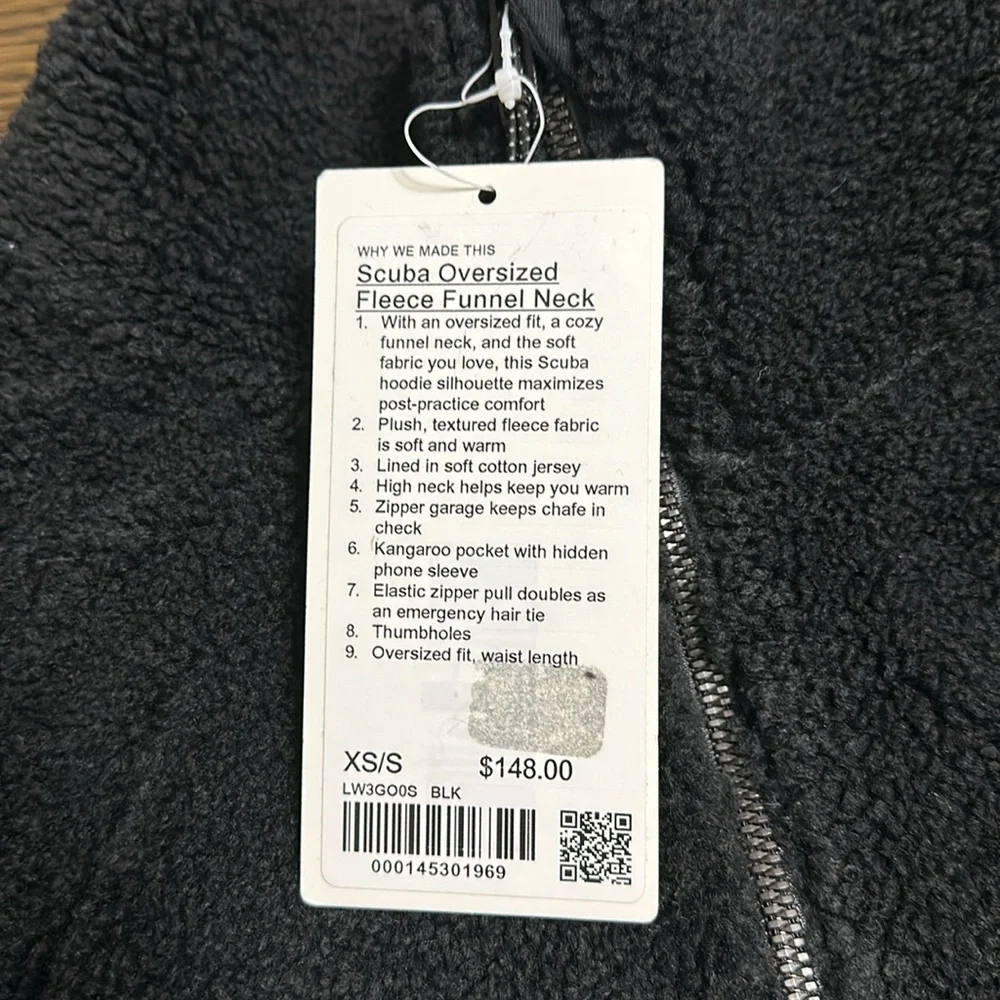 WHY WE MADE THIS
Scuba Oversized
Fleece Funnel Neck
1. With an oversized fit, a cozy
funnel neck, and the soft
fabric you love, this Scuba
hoodie silhouette maximizes
post-practice comfort
2. Plush, textured fleece fabric
is soft and warm
3. Lined in soft cotton jersey
4. High neck helps keep you warm
5. Zipper garage keeps chafe in
check
6. Kangaroo pocket with hidden
phone sleeve
7. Elastic zipper pull doubles as
an emergency hair tie
8. Thumbholes
9. Oversized fit, waist length
XS/S $148.00
LW3GO0S BLK
000145301969